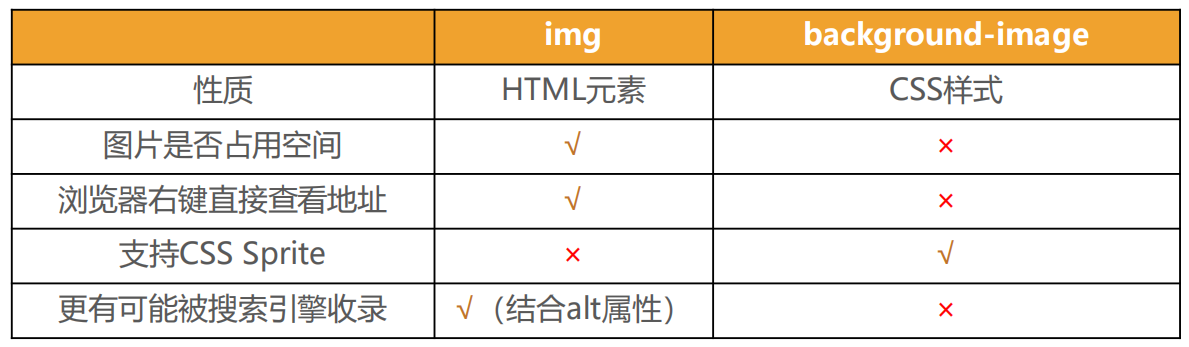 img background-image
性质 HTML元素 CSS样式
图片是否占用空间 √ ×
浏览器右键直接查看地址 √ ×
支持CSS Sprite × √
更有可能被搜索引擎收录 √（结合alt属性） ×